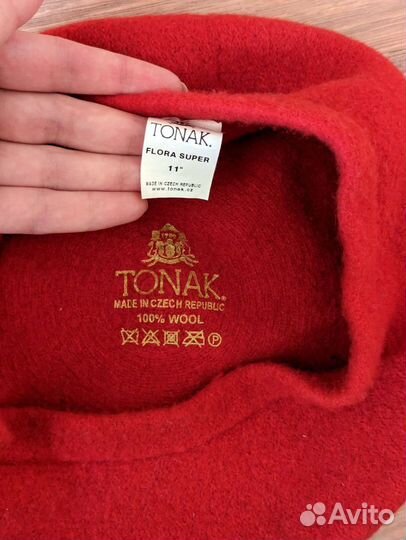 TONAK®
FLORA SUPER
11"
MADE IN CZECH REPUBLIC
www.tonak.cz
1799
TONAK®
MADE IN CZECH REPUBLIC
100% WOOL
P
Avito